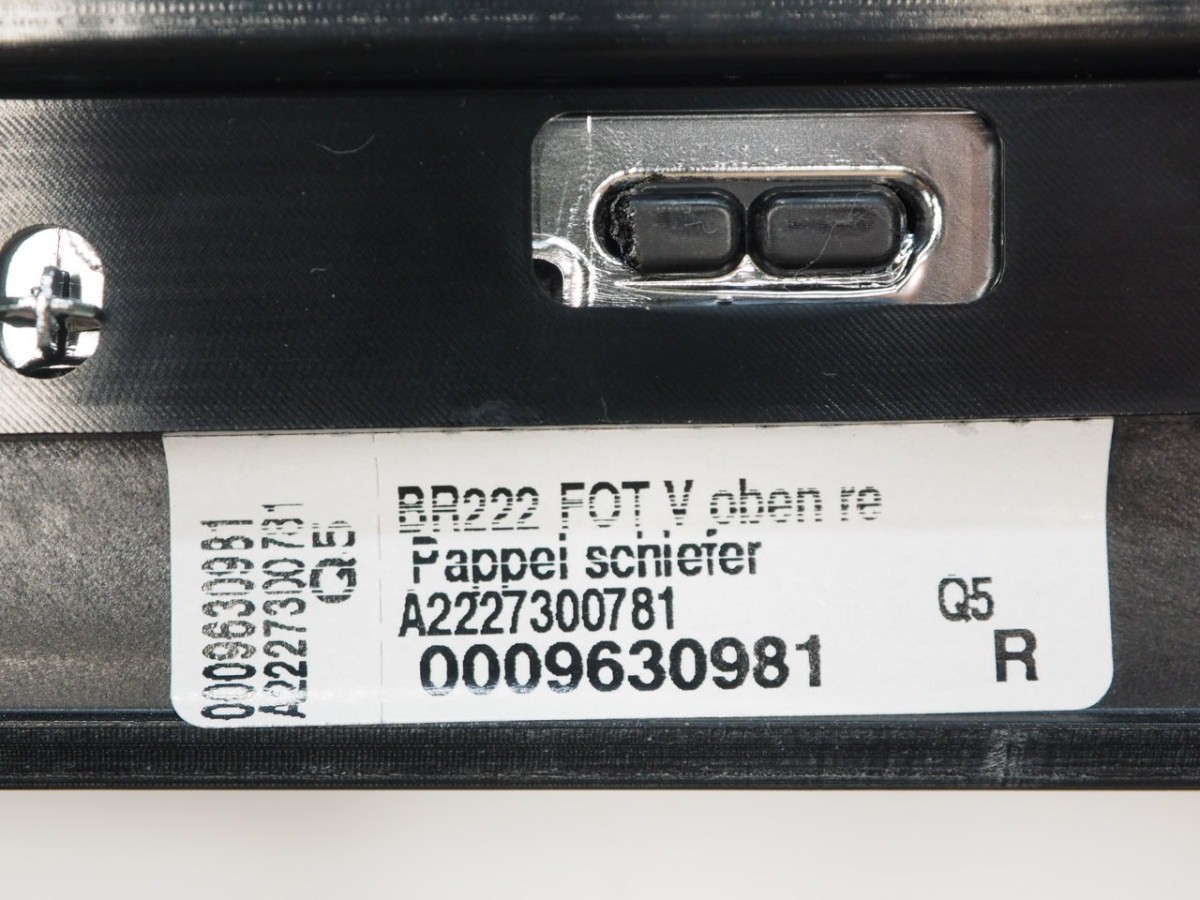 0009630981
A2227300781
Q5
BR222 FOT V oben re
Pappel schiefer
A2227300781
0009630981
Q5
R